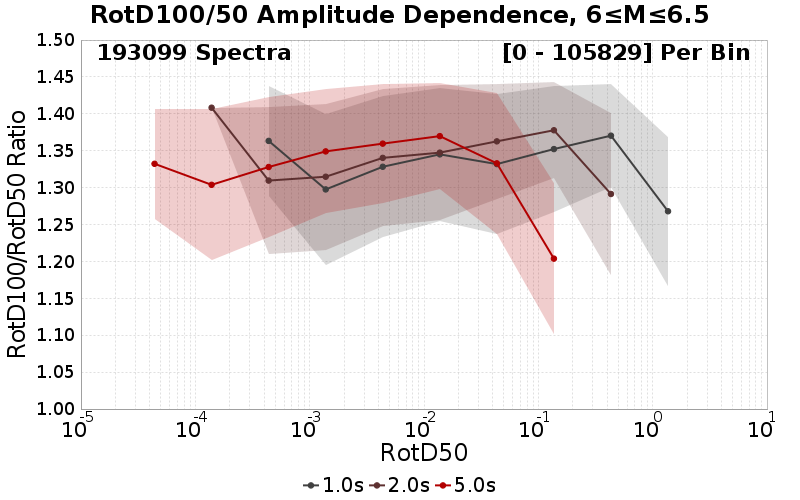 RotD100/50 Amplitude Dependence, 6≤M≤6.5
193099 Spectra
[0 - 105829] Per Bin
RotD100/RotD50 Ratio
1.50
1.45
1.40
1.35
1.30
1.25
1.20
1.15
1.10
1.05
1.00
10-5 10-4 10-3 10-2 10-1 100 101
RotD50
1.0s 2.0s 5.0s